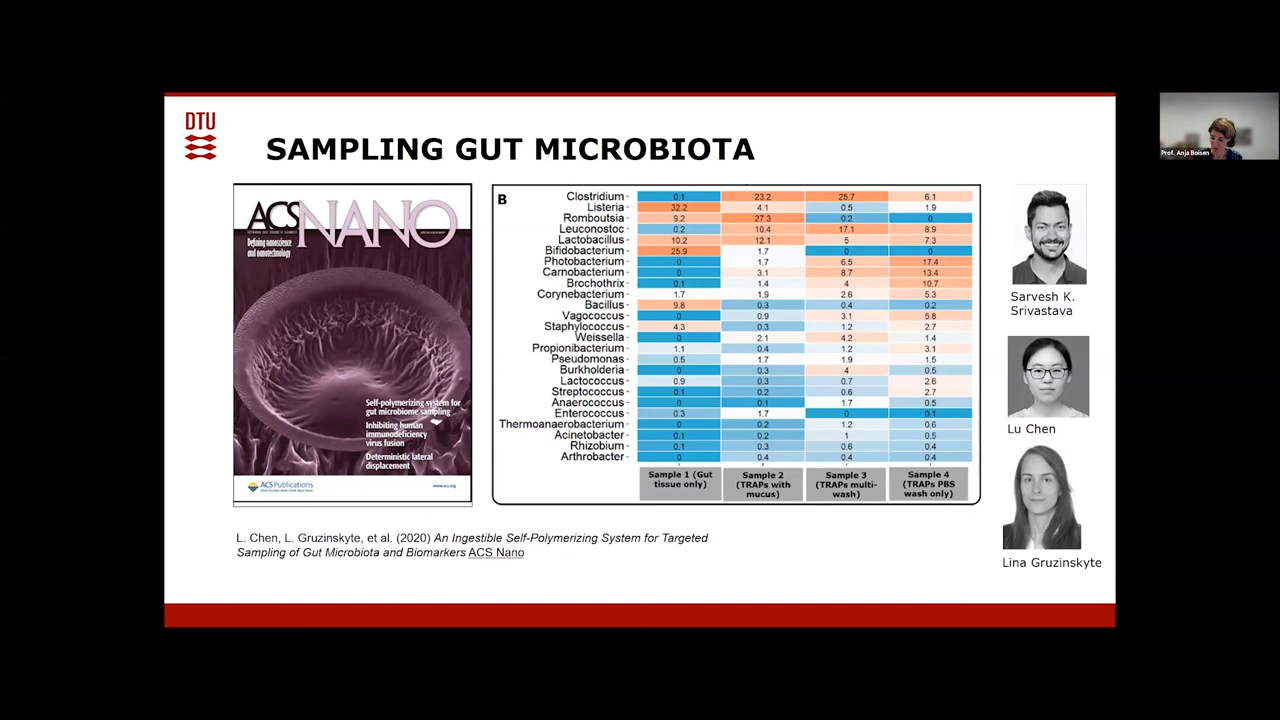 DTU
SAMPLING GUT MICROBIOTA
Prof. Anja Boisen
ACS NANO
Defining nanoscience
and nanotechnology
Self-polymerizing system for
gut microbiome sampling
Inhibiting human
immunodeficiency
virus fusion
Deterministic lateral
displacement
ACS Publications
www.acs.org
B
Clostridium 0.1 23.2 25.7 6.1
Listeria 32.2 4.1 0.5 1.9
Romboutsia 9.2 27.3 0.2 0
Leuconostoc 0.2 10.4 17.1 8.9
Lactobacillus 10.2 12.1 5 7.3
Bifidobacterium 25.9 1.7 0 0
Photobacterium 0 1.7 6.5 17.4
Carnobacterium 0 3.1 8.7 13.4
Brochothrix 0.1 1.4 4 10.7
Corynebacterium 1.7 1.9 2.6 5.3
Bacillus 9.8 0.3 0.4 0.2
Vagococcus 0 0.9 3.1 5.8
Staphylococcus 4.3 0.3 1.2 2.7
Weissella 0 2.1 4.2 1.4
Propionibacterium 1.1 0.4 1.2 3.1
Pseudomonas 0.5 1.7 1.9 1.5
Burkholderia 0 0.3 4 0.5
Lactococcus 0.9 0.3 0.7 2.6
Streptococcus 0.1 0.2 0.6 2.7
Anaerococcus 0 0.1 1.7 0.5
Enterococcus 0.3 1.7 0 0.1
Thermoanaerobacterium 0 0.2 1.2 0.6
Acinetobacter 0.1 0.2 1 0.5
Rhizobium 0.1 0.3 0.6 0.4
Arthrobacter 0 0.4 0.4 0.4
Sample 1 (Gut
tissue only)
Sample 2
(TRAPs with
mucus)
Sample 3
(TRAPs multi-
wash)
Sample 4
(TRAPs PBS
wash only)
Sarvesh K.
Srivastava
Lu Chen
Lina Gruzinskyte
L. Chen, L. Gruzinskyte, et al. (2020) An Ingestible Self-Polymerizing System for Targeted
Sampling of Gut Microbiota and Biomarkers ACS Nano